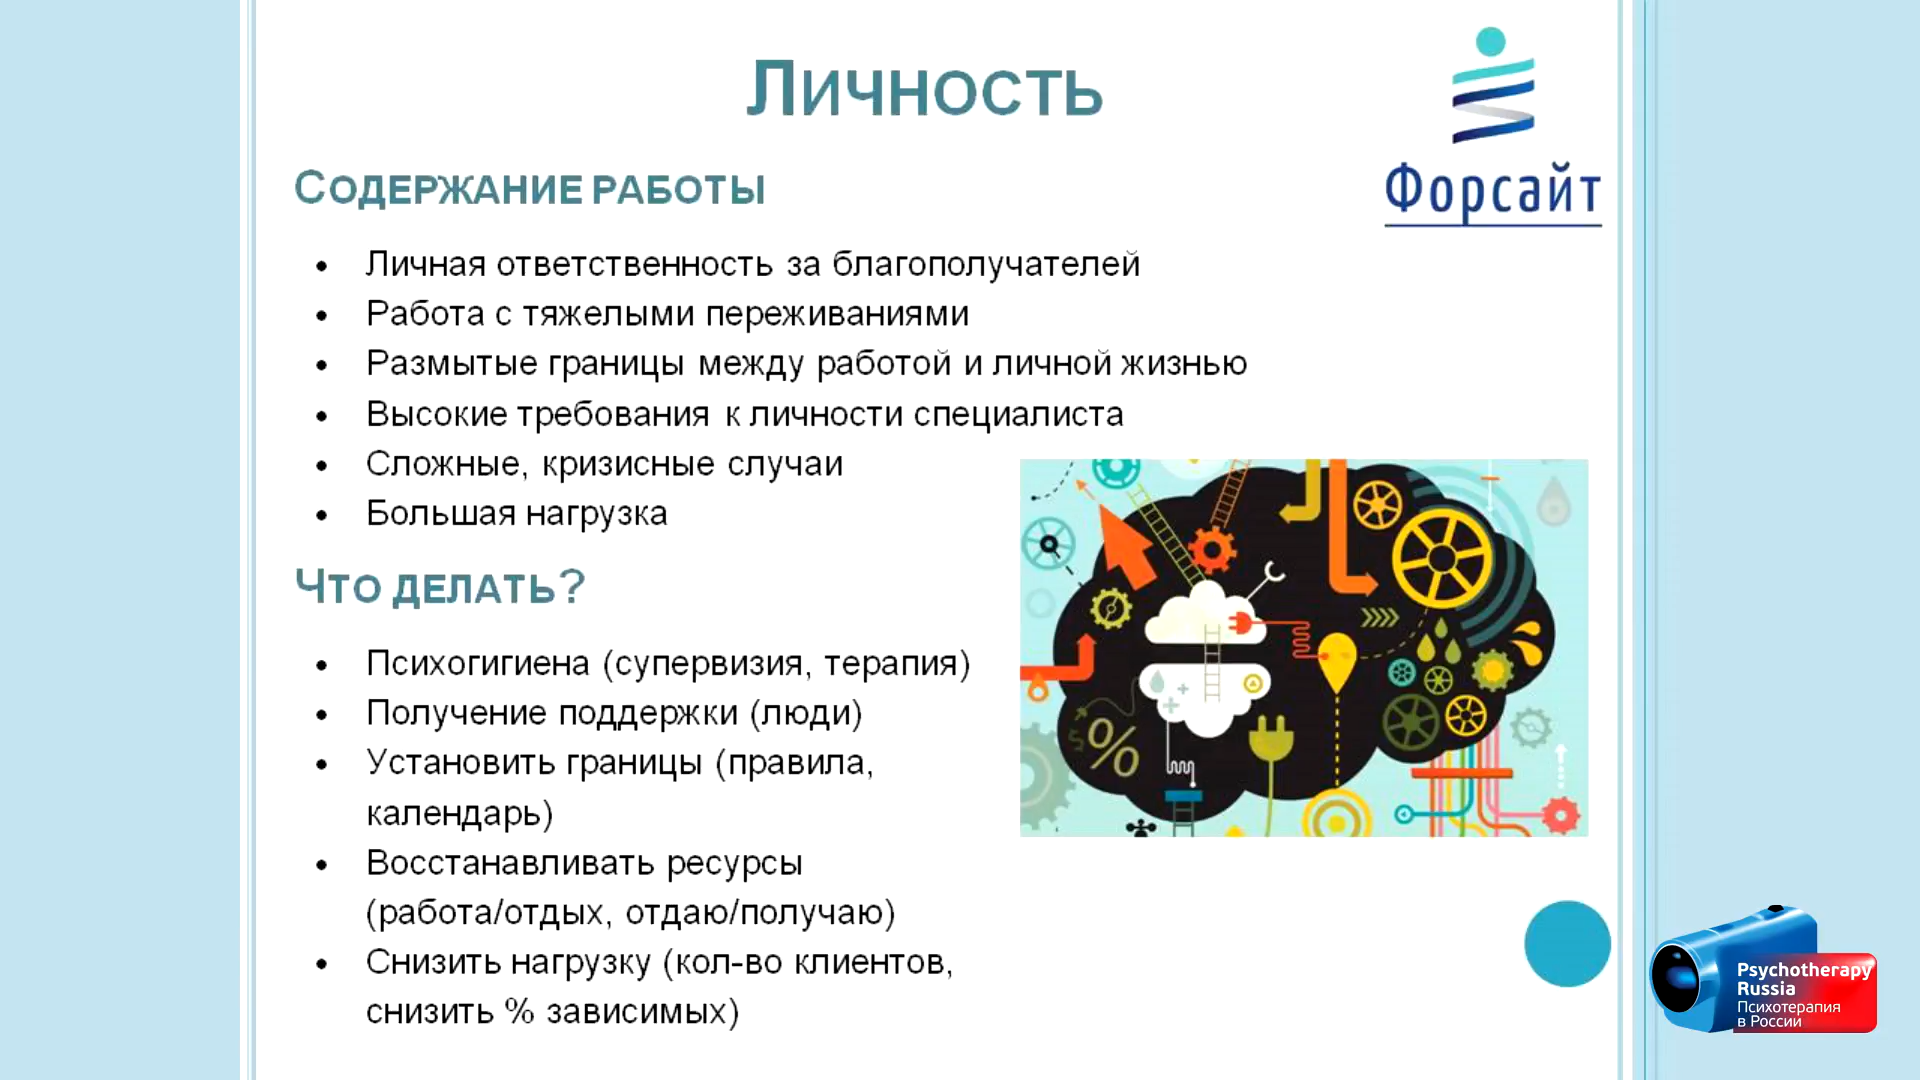 Личность
Форсайт
Содержание работы
• Личная ответственность за благополучателей
• Работа с тяжелыми переживаниями
• Размытые границы между работой и личной жизнью
• Высокие требования к личности специалиста
• Сложные, кризисные случаи
• Большая нагрузка
Что делать?
• Психогигиена (супервизия, терапия)
• Получение поддержки (люди)
• Установить границы (правила,
календарь)
• Восстанавливать ресурсы
(работа/отдых, отдаю/получаю)
• Снизить нагрузку (кол-во клиентов,
снизить % зависимых)
$ %
Psychotherapy
Russia
Психотерапия
в России